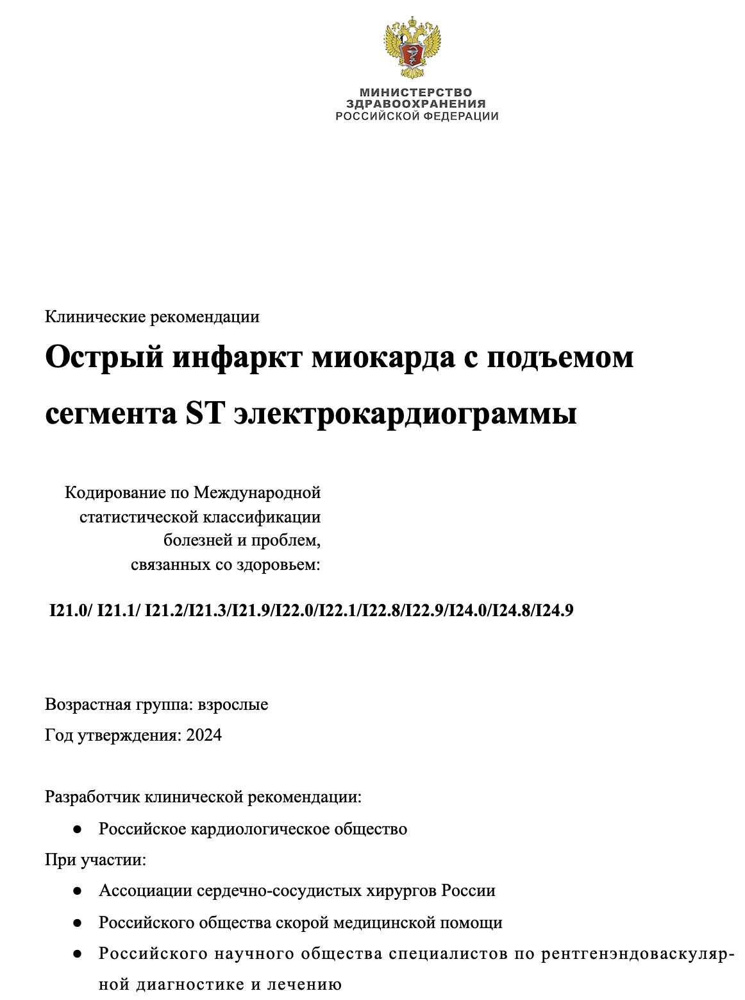 МИНИСТЕРСТВО
ЗДРАВООХРАНЕНИЯ
РОССИЙСКОЙ ФЕДЕРАЦИИ
Клинические рекомендации
Острый инфаркт миокарда с подъемом
сегмента ST электрокардиограммы
Кодирование по Международной
статистической классификации
болезней и проблем,
связанных со здоровьем:
I21.0/ I21.1/ I21.2/I21.3/I21.9/I22.0/I22.1/I22.8/I22.9/I24.0/I24.8/I24.9
Возрастная группа: взрослые
Год утверждения: 2024
Разработчик клинической рекомендации:
● Российское кардиологическое общество
При участии:
● Ассоциации сердечно-сосудистых хирургов России
● Российского общества скорой медицинской помощи
● Российского научного общества специалистов по рентгенэндоваскуляр-
ной диагностике и лечению